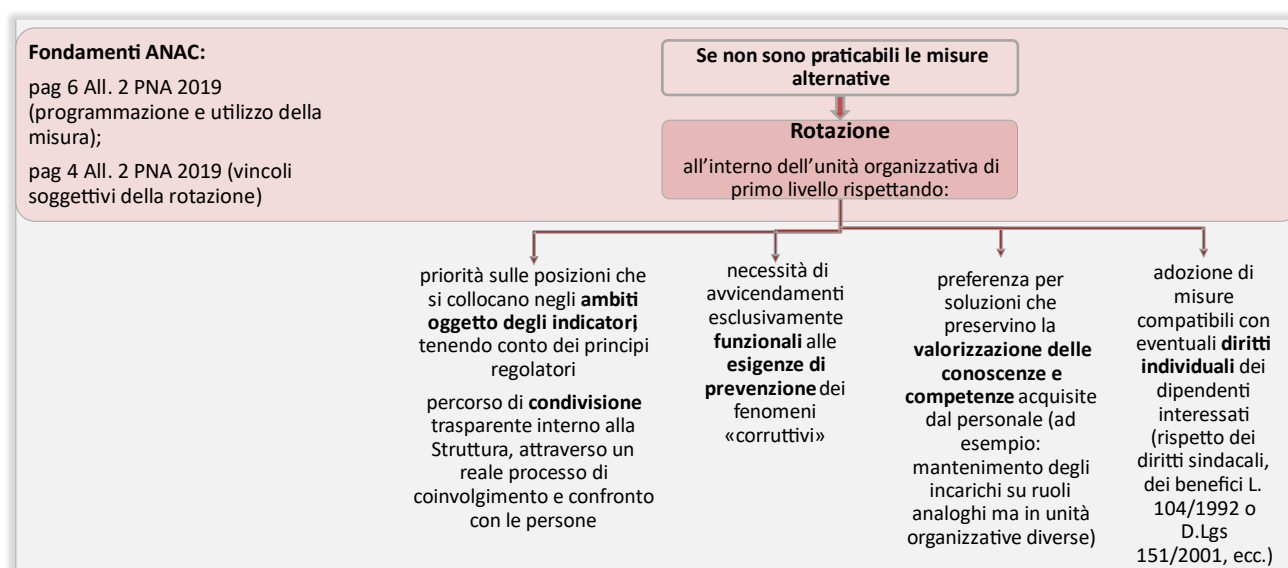 Fondamenti ANAC:
pag 6 All. 2 PNA 2019
(programmazione e utilizzo della
misura);
pag 4 All. 2 PNA 2019 (vincoli
soggettivi della rotazione)
Se non sono praticabili le misure
alternative
Rotazione
all'interno dell'unità organizzativa di
primo livello rispettando:
priorità sulle posizioni che
si collocano negli ambiti
oggetto degli indicatori,
tenendo conto dei principi
regolatori
percorso di condivisione
trasparente interno alla
Struttura, attraverso un
reale processo di
coinvolgimento e confronto
con le persone
necessità di
avvicendamenti
esclusivamente
funzionali alle
esigenze di
prevenzione dei
fenomeni
«corruttivi»
preferenza per
soluzioni che
preservino la
valorizzazione delle
conoscenze e
competenze acquisite
dal personale (ad
esempio:
mantenimento degli
incarichi su ruoli
analoghi ma in unità
organizzative diverse)
adozione di
misure
compatibili con
eventuali diritti
individuali dei
dipendenti
interessati
(rispetto dei
diritti sindacali,
dei benefici L.
104/1992 o
D.Lgs
151/2001, ecc.)